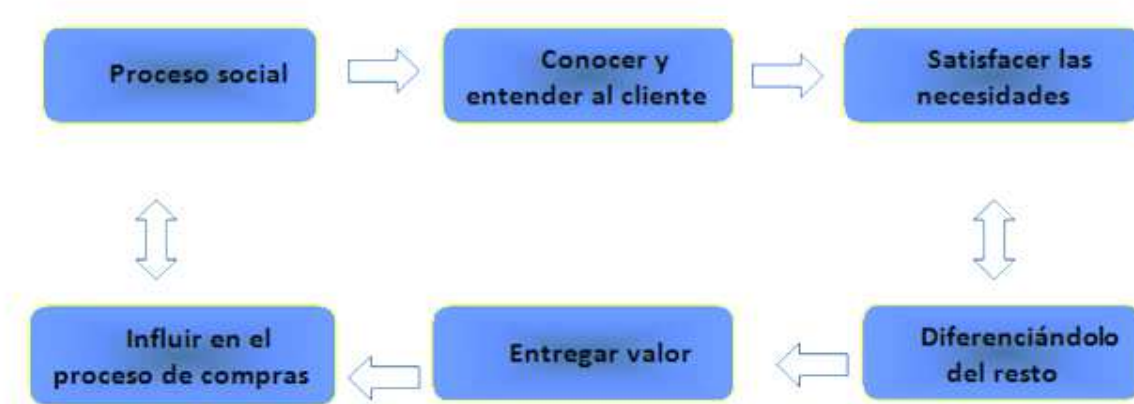 Proceso social
Conocer y
entender al cliente
Satisfacer las
necesidades
Influir en el
proceso de compras
Entregar valor
Diferenciándolo
del resto